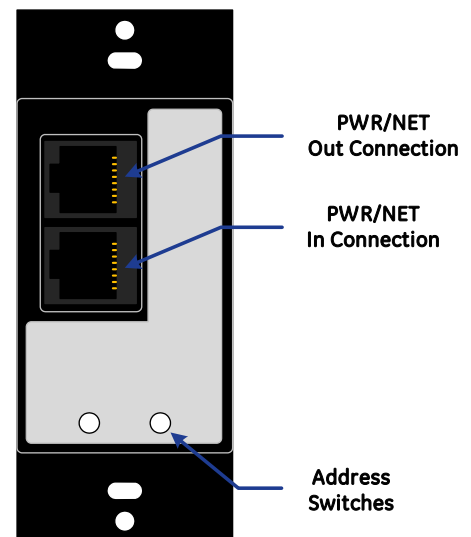 PWR/NET
Out Connection
PWR/NET
In Connection
Address
Switches